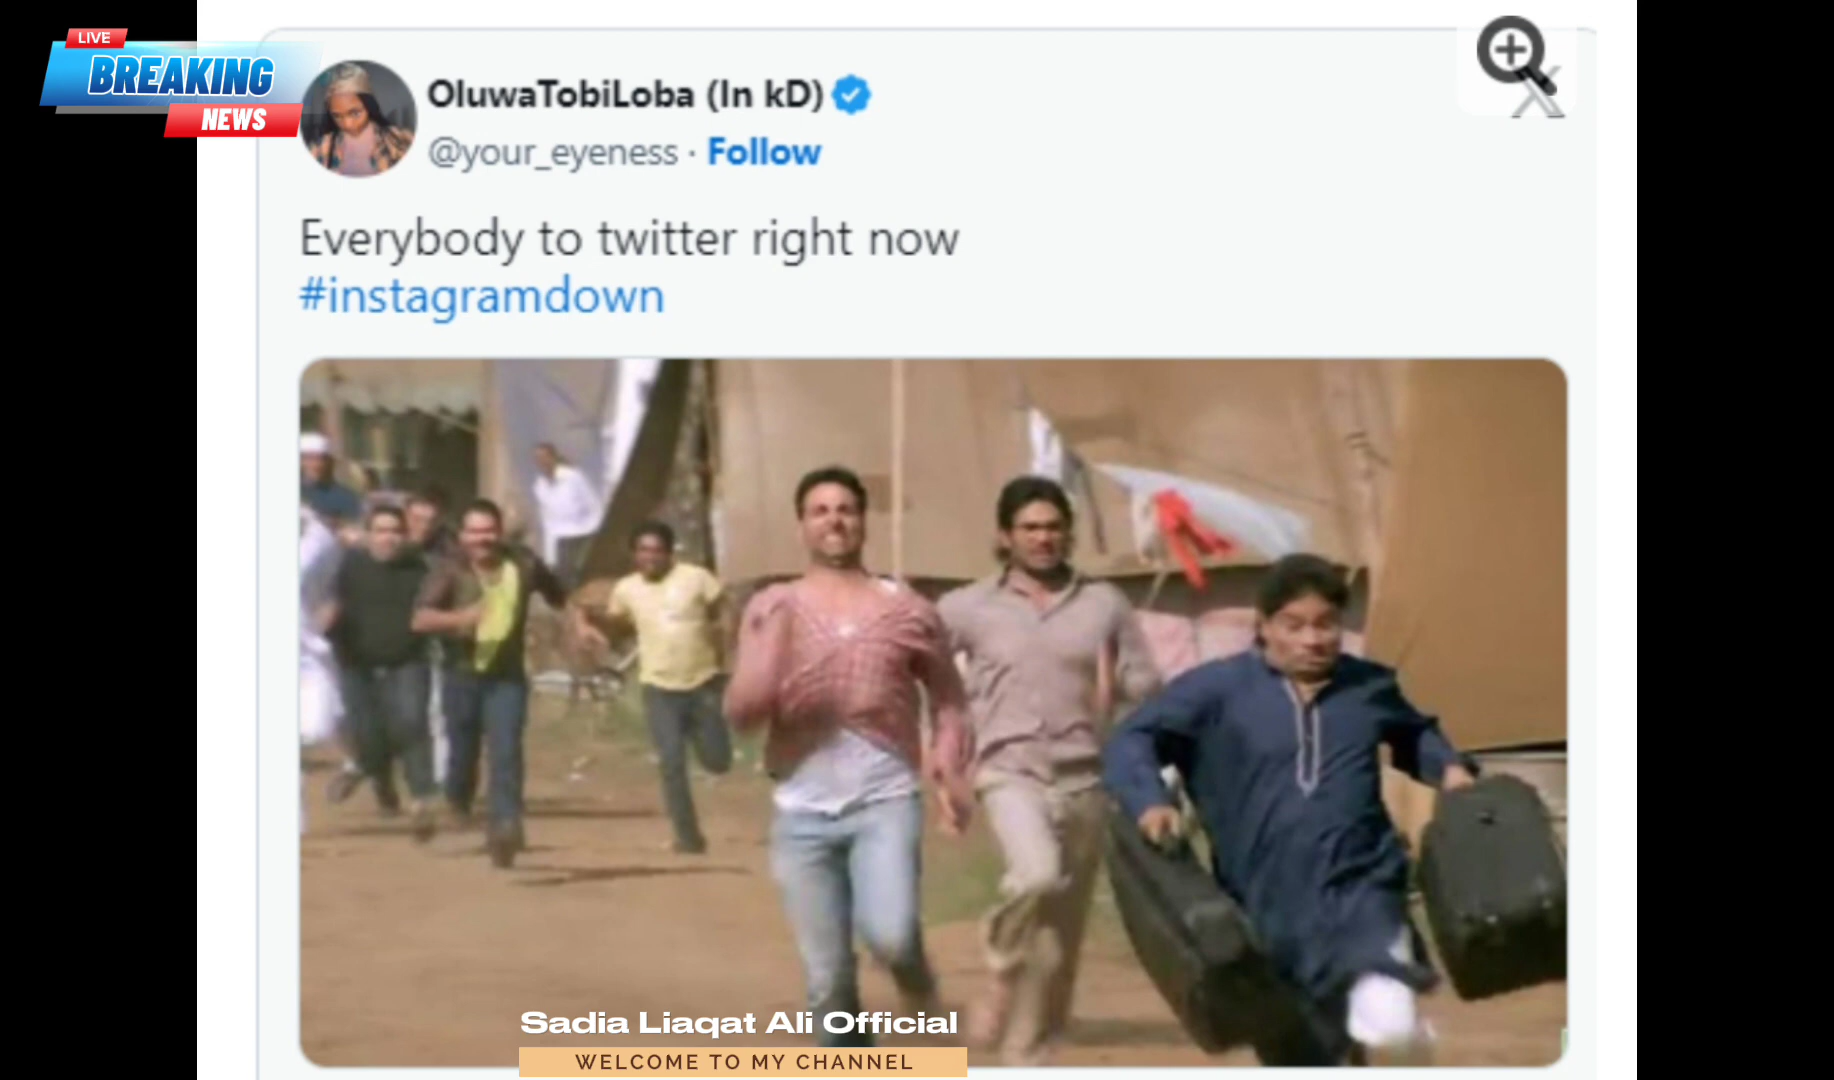 LIVE
BREAKING
NEWS
OluwaTobiLoba (In kD)
@your_eyeness · Follow
Everybody to twitter right now
#instagramdown
Sadia Liaqat Ali Official
WELCOME TO MY CHANNEL